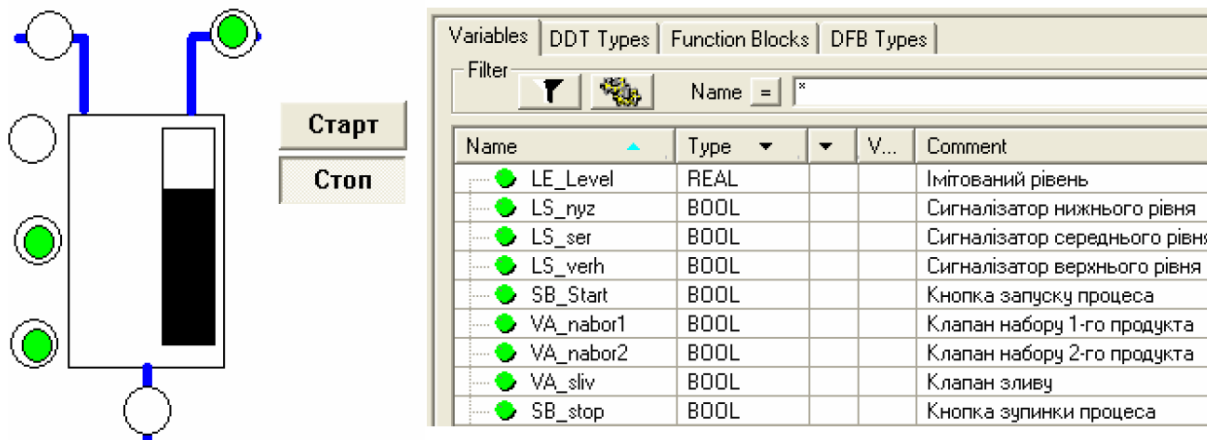 Старт
Стоп
Variables DDT Types Function Blocks DFB Types
Filter
Name = *
Name Type V... Comment
LE_Level REAL Імітований рівень
LS_nyz BOOL Сигналізатор нижнього рівня
LS_ser BOOL Сигналізатор середнього рівня
LS_verh BOOL Сигналізатор верхнього рівня
SB_Start BOOL Кнопка запуску процеса
VA_nabor1 BOOL Клапан набору 1-го продукта
VA_nabor2 BOOL Клапан набору 2-го продукта
VA_sliv BOOL Клапан зливу
SB_stop BOOL Кнопка зупинки процеса